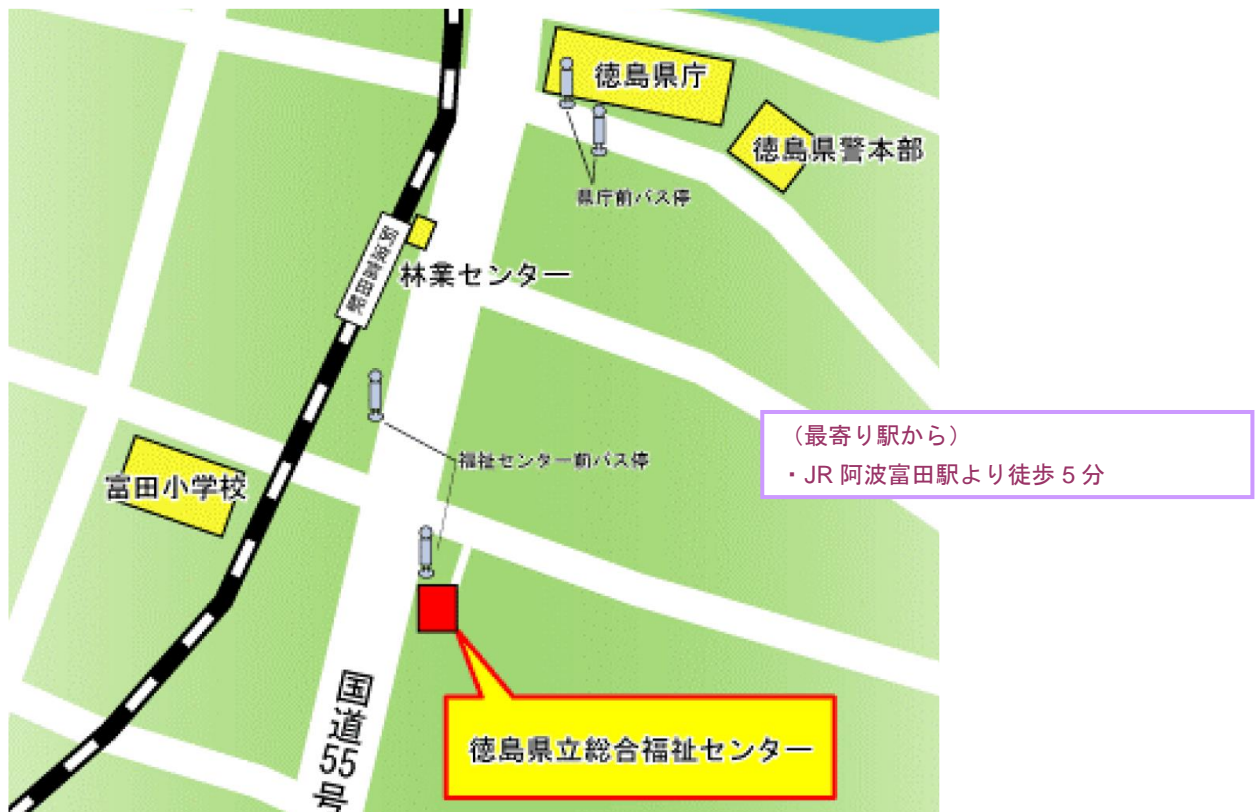 徳島県庁
徳島県警本部
県庁前バス停
阿波富田駅
林業センター
福祉センター前バス停
富田小学校
（最寄り駅から）
・JR 阿波富田駅より徒歩 5 分
国道55号
徳島県立総合福祉センター